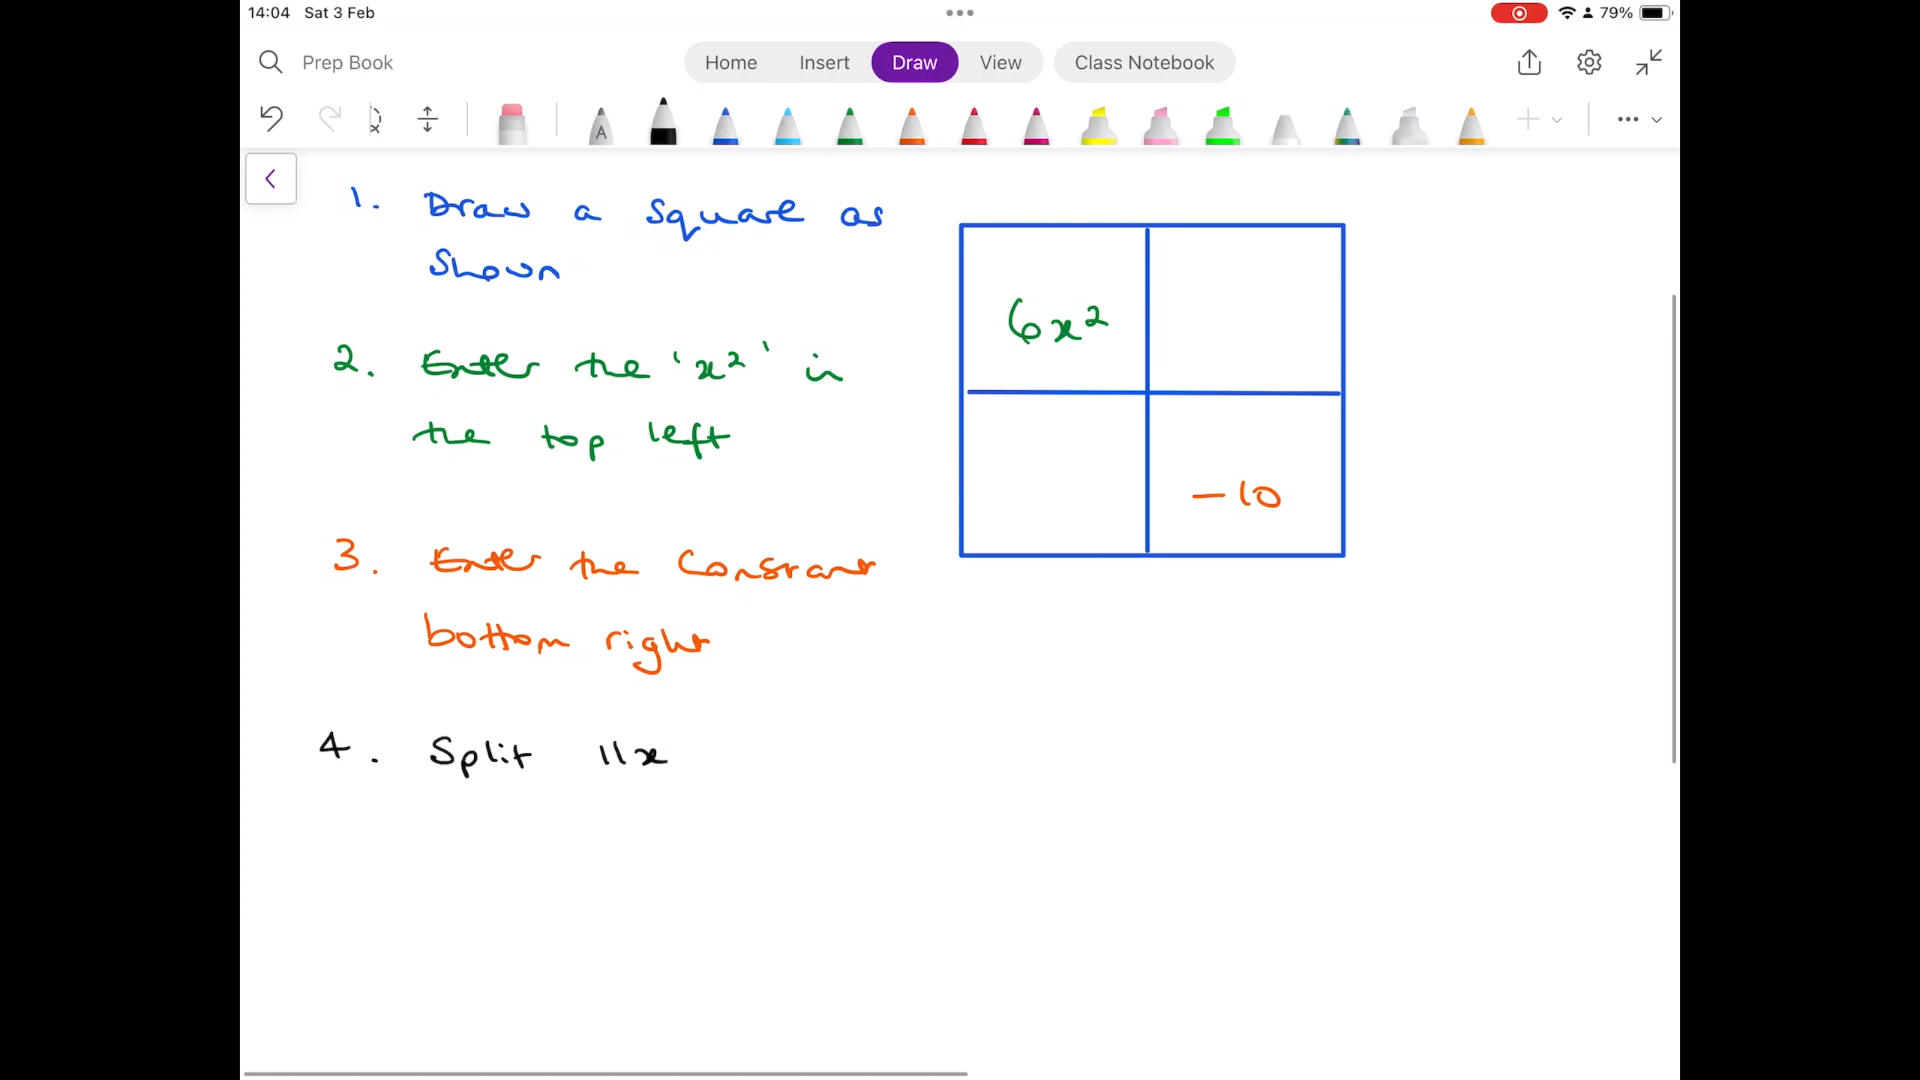 14:04 Sat 3 Feb
79%
Prep Book
Home Insert Draw View Class Notebook
A
1. Draw a square as
shown
2. Enter the 'x²' in
the top left
3. Enter the constant
bottom right
4. Split 11x
6x²
-10